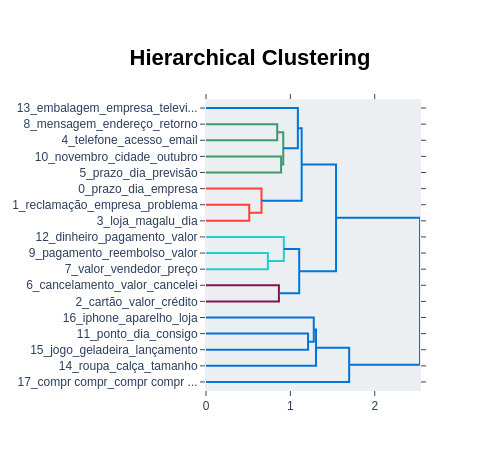 Hierarchical Clustering
13_embalagem_empresa_televi...
8_mensagem_endereço_retorno
4_telefone_acesso_email
10_novembro_cidade_outubro
5_prazo_dia_previsão
0_prazo_dia_empresa
1_reclamação_empresa_problema
3_loja_magalu_dia
12_dinheiro_pagamento_valor
9_pagamento_reembolso_valor
7_valor_vendedor_preço
6_cancelamento_valor_cancelei
2_cartão_valor_crédito
16_iphone_aparelho_loja
11_ponto_dia_consigo
15_jogo_geladeira_lançamento
14_roupa_calça_tamanho
17_compr compr_compr compr ...
0 1 2